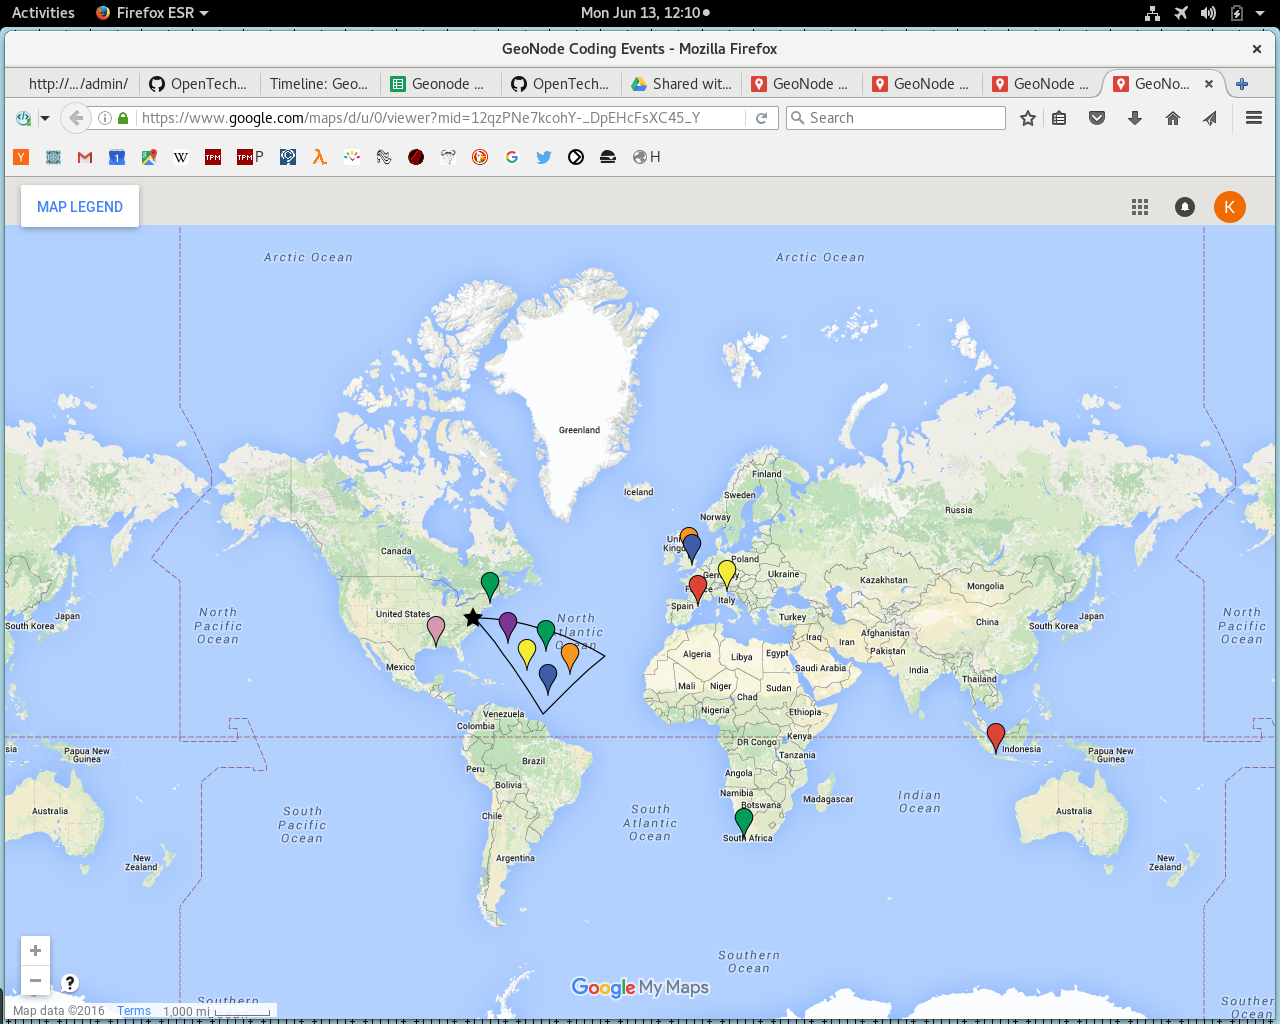 Activities Firefox ESR Mon Jun 13, 12:10
GeoNode Coding Events - Mozilla Firefox
http://.../admin/ OpenTech... Timeline: Geo... Geonode ... OpenTech... Shared wit... GeoNode ... GeoNode ... GeoNode ... GeoNo...
https://www.google.com/maps/d/u/0/viewer?mid=12qzPNe7kcohY-_DpEHcFsXC45_Y Search
Y 1 W TPM TPM P G H
MAP LEGEND K
Arctic Ocean Arctic Ocean
Greenland
Finland
Iceland Sweden
Russia
Norway
Canada Poland
Ukraine
Kazakhstan
Mongolia
Italy
Spain
United States
Japan
South Korea
North
Pacific
Ocean
North
Turkey
China
Japan
South Korea
North
Pacific
Ocean
Iraq Iran
Afghanistan
Pakistan
Algeria Libya Egypt
Mexico
Saudi Arabia
India
Thailand
Mali Niger Sudan
Chad
Nigeria
Ethiopia
Venezuela
Colombia
Kenya
DR Congo
Tanzania
Indonesia
Papua New
Guinea
Papua New
Guinea
Peru Brazil
Angola
Bolivia
Namibia
Botswana
Madagascar
Indian
Ocean
Australia
South
Pacific
Ocean
Chile
South
Atlantic
Ocean
South Africa
Australia
New
Zealand
Argentina
New
Zealand
Southern
Ocean
+
−
?
Google My Maps
Southern
Southern
Ocean
Map data ©2016 Terms 1,000 mi